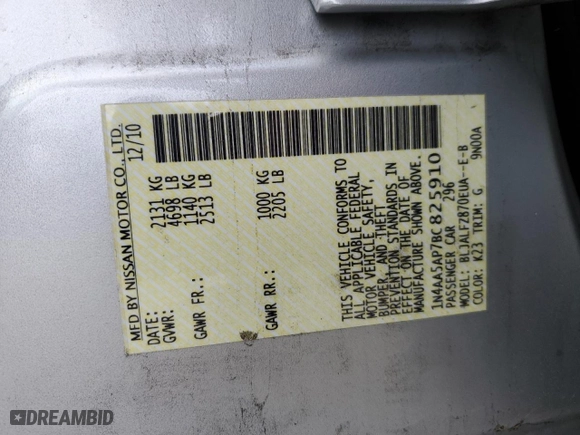 MFD BY NISSAN MOTOR CO., LTD.
DATE: 12/10
GVWR: 2131 KG
4698 LB
GAWR FR.: 1140 KG
2513 LB
GAWR RR.: 1000 KG
2205 LB
THIS VEHICLE CONFORMS TO
ALL APPLICABLE FEDERAL
MOTOR VEHICLE SAFETY,
BUMPER, AND THEFT
PREVENTION STANDARDS IN
EFFECT ON THE DATE OF
MANUFACTURE SHOWN ABOVE.
1N4AA5AP7BC825910
PASSENGER CAR 296
MODEL: BLJALF2870EUA--E-B
COLOR: K23 TRIM: G 9N00A
DREAMBID